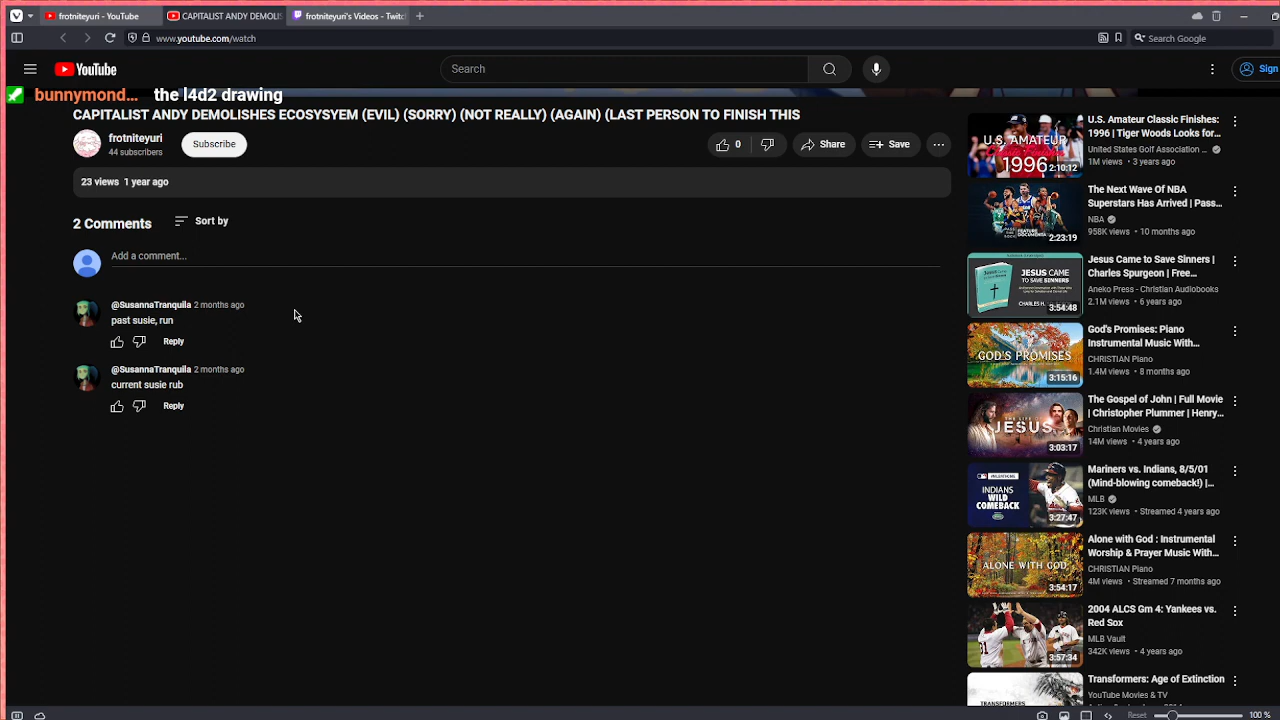 frotniteyuri - YouTube
CAPITALIST ANDY DEMOLIS
frotniteyuri's Videos - Twitc
www.youtube.com/watch
Search Google
YouTube
Search
Sign
bunnymond... the l4d2 drawing
CAPITALIST ANDY DEMOLISHES ECOSYSYEM (EVIL) (SORRY) (NOT REALLY) (AGAIN) (LAST PERSON TO FINISH THIS
frotniteyuri
44 subscribers
Subscribe
0
Share
Save
23 views 1 year ago
2 Comments
Sort by
Add a comment...
@SusannaTranquila 2 months ago
past susie, run
Reply
@SusannaTranquila 2 months ago
current susie rub
Reply
U.S. AMATEUR
1996
2:10:12
U.S. Amateur Classic Finishes:
1996 | Tiger Woods Looks for...
United States Golf Association ...
1M views • 3 years ago
FEATURE
2:23:19
The Next Wave Of NBA
Superstars Has Arrived | Pass...
NBA
958K views • 10 months ago
JESUS CAME
TO SAVE SINNERS
3:54:48
Jesus Came to Save Sinners |
Charles Spurgeon | Free...
Aneko Press - Christian Audiobooks
2.1M views • 6 years ago
GOD'S PROMISES
3:15:16
God's Promises: Piano
Instrumental Music With...
CHRISTIAN Piano
1.4M views • 8 months ago
JESUS
3:03:17
The Gospel of John | Full Movie
| Christopher Plummer | Henry...
Christian Movies
14M views • 4 years ago
INDIANS
WILD
COMEBACK
3:27:47
Mariners vs. Indians, 8/5/01
(Mind-blowing comeback!) |...
MLB
123K views • Streamed 4 years ago
ALONE WITH GOD
3:54:17
Alone with God : Instrumental
Worship & Prayer Music With...
CHRISTIAN Piano
4M views • Streamed 7 months ago
3:57:34
2004 ALCS Gm 4: Yankees vs.
Red Sox
MLB Vault
342K views • 4 years ago
TRANSFORMERS
Transformers: Age of Extinction
YouTube Movies & TV
Reset
100 %